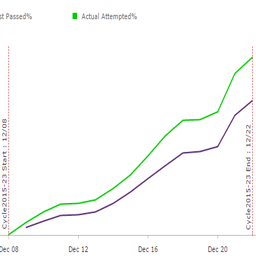 st Passed% Actual Attempted%
Cycle2015-23 Start : 12/08
Cycle2015-23 End : 12/22
Dec 08 Dec 12 Dec 16 Dec 20